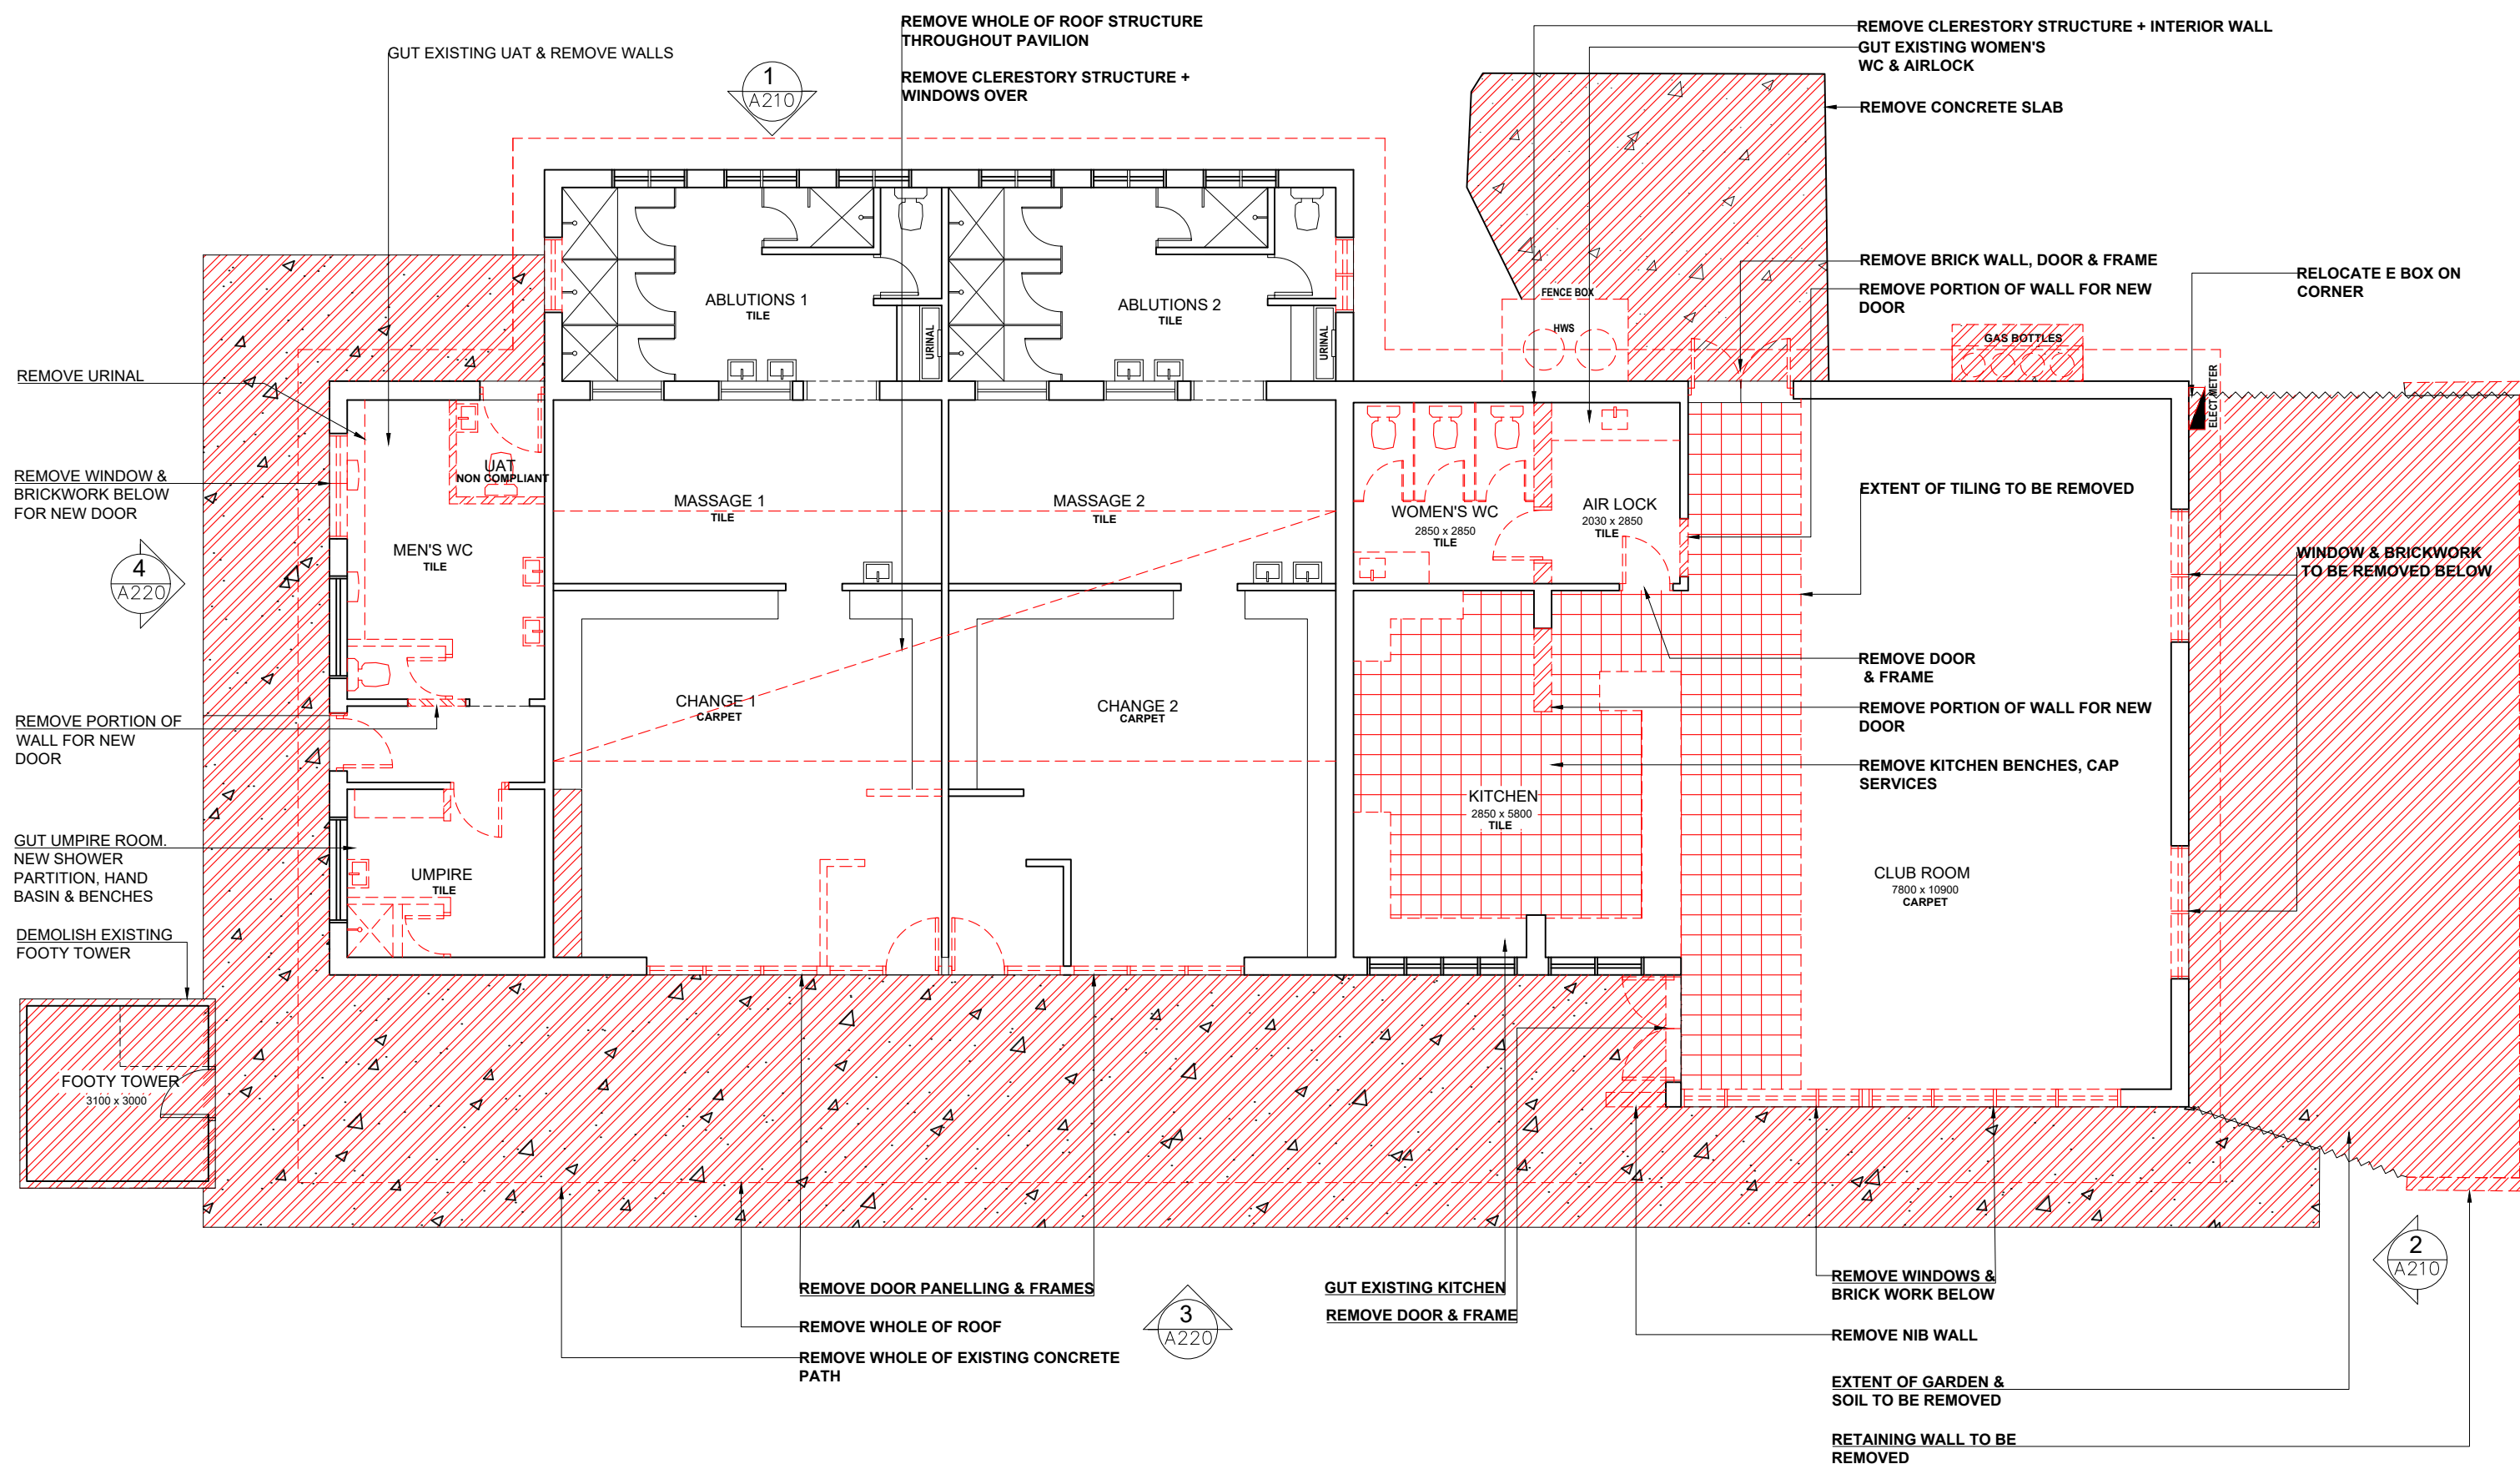 REMOVE WHOLE OF ROOF STRUCTURE
THROUGHOUT PAVILION
REMOVE CLERESTORY STRUCTURE + INTERIOR WALL
GUT EXISTING WOMEN'S
WC & AIRLOCK
GUT EXISTING UAT & REMOVE WALLS
1
A210
REMOVE CLERESTORY STRUCTURE +
WINDOWS OVER
REMOVE CONCRETE SLAB
REMOVE BRICK WALL, DOOR & FRAME
REMOVE PORTION OF WALL FOR NEW
DOOR
RELOCATE E BOX ON
CORNER
ABLUTIONS 1
TILE
URINAL
ABLUTIONS 2
TILE
URINAL
FENCE BOX
HWS
GAS BOTTLES
ELECT METER
REMOVE URINAL
REMOVE WINDOW &
BRICKWORK BELOW
FOR NEW DOOR
UAT
NON COMPLIANT
MASSAGE 1
TILE
MASSAGE 2
TILE
WOMEN'S WC
2850 x 2850
TILE
AIR LOCK
2030 x 2850
TILE
EXTENT OF TILING TO BE REMOVED
4
A220
MEN'S WC
TILE
WINDOW & BRICKWORK
TO BE REMOVED BELOW
REMOVE DOOR
& FRAME
CHANGE 1
CARPET
CHANGE 2
CARPET
REMOVE PORTION OF WALL FOR NEW
DOOR
REMOVE PORTION OF
WALL FOR NEW
DOOR
REMOVE KITCHEN BENCHES, CAP
SERVICES
KITCHEN
2850 x 5800
TILE
GUT UMPIRE ROOM.
NEW SHOWER
PARTITION, HAND
BASIN & BENCHES
UMPIRE
TILE
CLUB ROOM
7800 x 10900
CARPET
DEMOLISH EXISTING
FOOTY TOWER
FOOTY TOWER
3100 x 3000
REMOVE DOOR PANELLING & FRAMES
REMOVE WHOLE OF ROOF
REMOVE WHOLE OF EXISTING CONCRETE
PATH
3
A220
GUT EXISTING KITCHEN
REMOVE DOOR & FRAME
REMOVE WINDOWS &
BRICK WORK BELOW
REMOVE NIB WALL
2
A210
EXTENT OF GARDEN &
SOIL TO BE REMOVED
RETAINING WALL TO BE
REMOVED